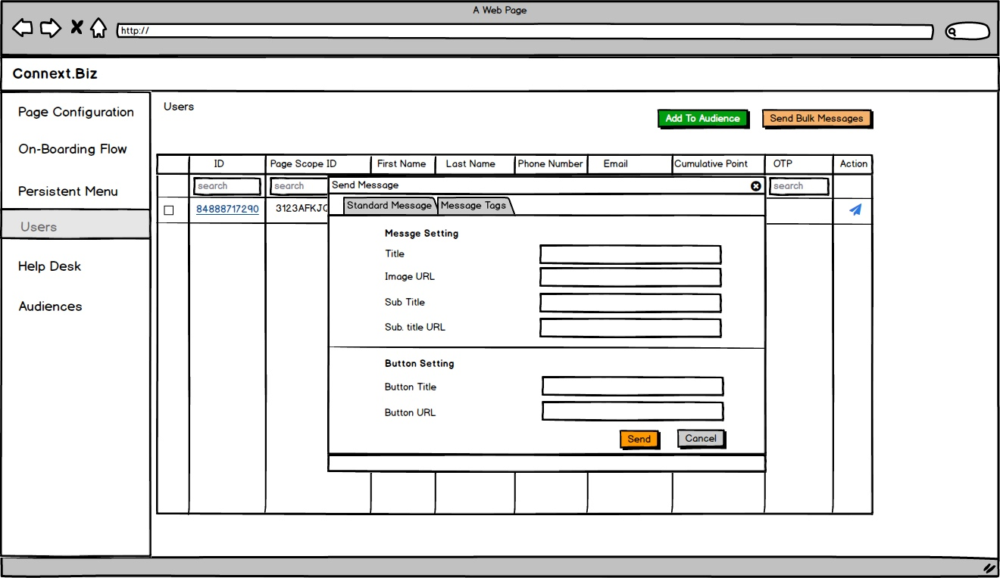 A Web Page
http://
Connext.Biz
Page Configuration
On-Boarding Flow
Persistent Menu
Users
Help Desk
Audiences
Users
Add To Audience
Send Bulk Messages
ID Page Scope ID First Name Last Name Phone Number Email Cumulative Point OTP Action
search search search
84888717290 3123AFKJQ
Send Message
Standard Message Message Tags
Messge Setting
Title
Image URL
Sub Title
Sub. title URL
Button Setting
Button Title
Button URL
Send Cancel